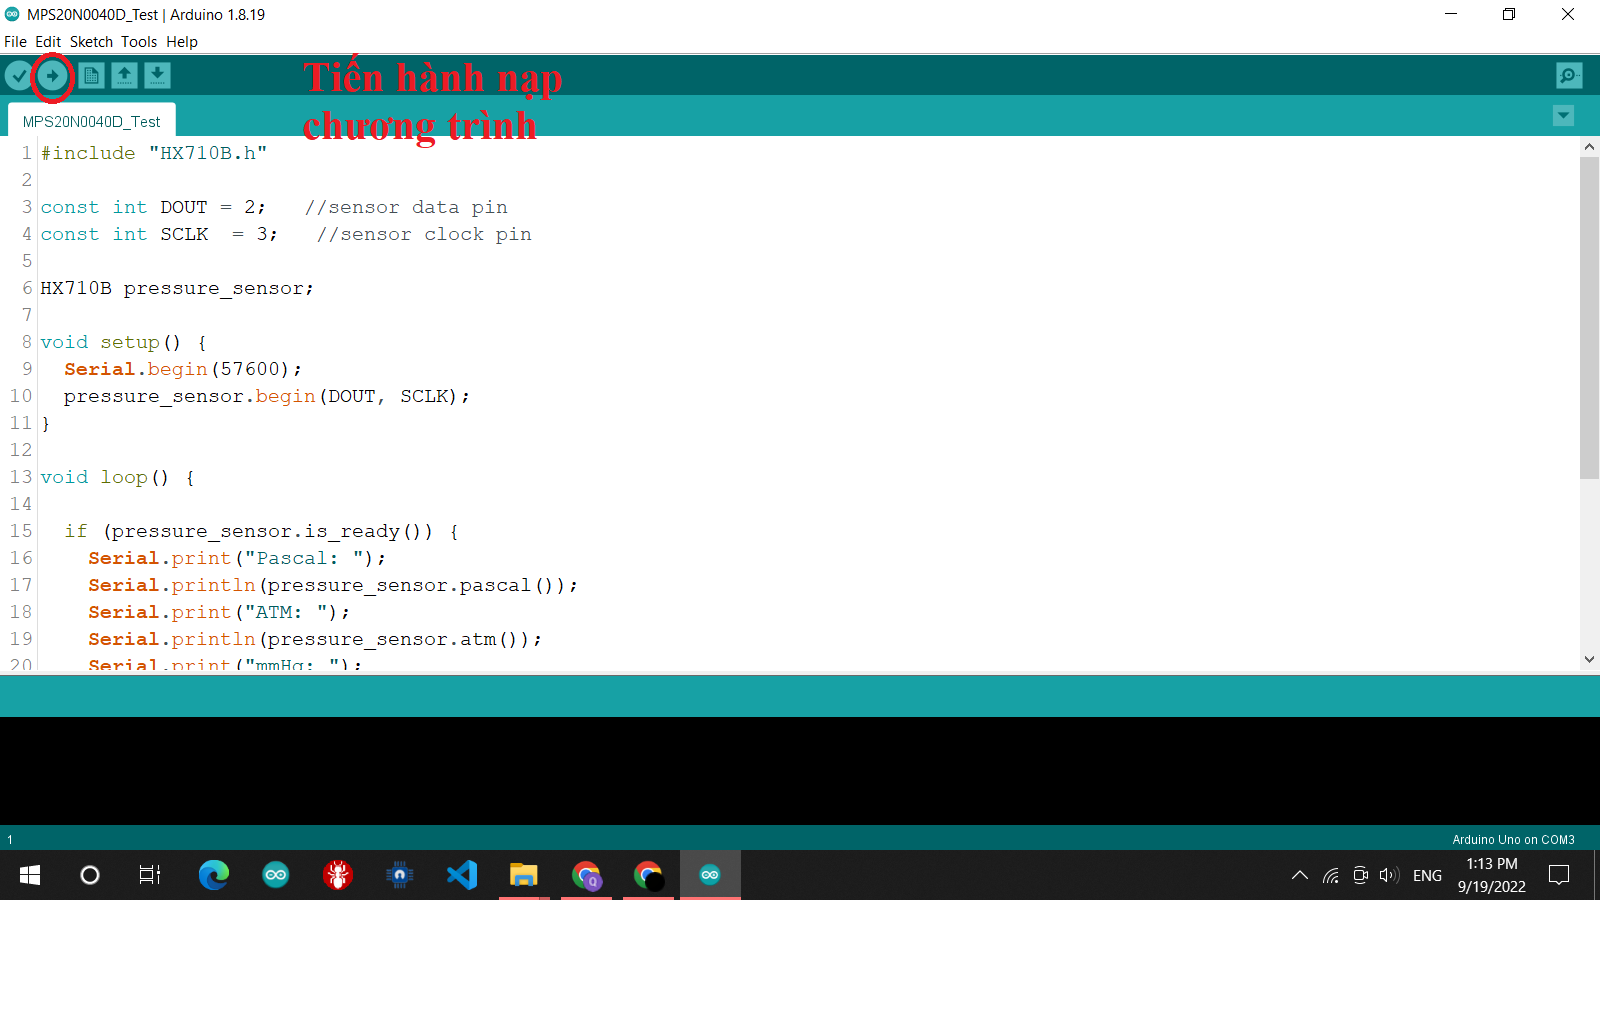 MPS20N0040D_Test | Arduino 1.8.19
File Edit Sketch Tools Help
Tiến hành nạp
chương trình
MPS20N0040D_Test
1 #include "HX710B.h"
2
3 const int DOUT = 2;   //sensor data pin
4 const int SCLK  = 3;   //sensor clock pin
5
6 HX710B pressure_sensor;
7
8 void setup() {
9   Serial.begin(57600);
10   pressure_sensor.begin(DOUT, SCLK);
11 }
12
13 void loop() {
14
15   if (pressure_sensor.is_ready()) {
16     Serial.print("Pascal: ");
17     Serial.println(pressure_sensor.pascal());
18     Serial.print("ATM: ");
19     Serial.println(pressure_sensor.atm());
20     Serial.print("mmHg: ");
1
Arduino Uno on COM3
Q
ENG
1:13 PM
9/19/2022